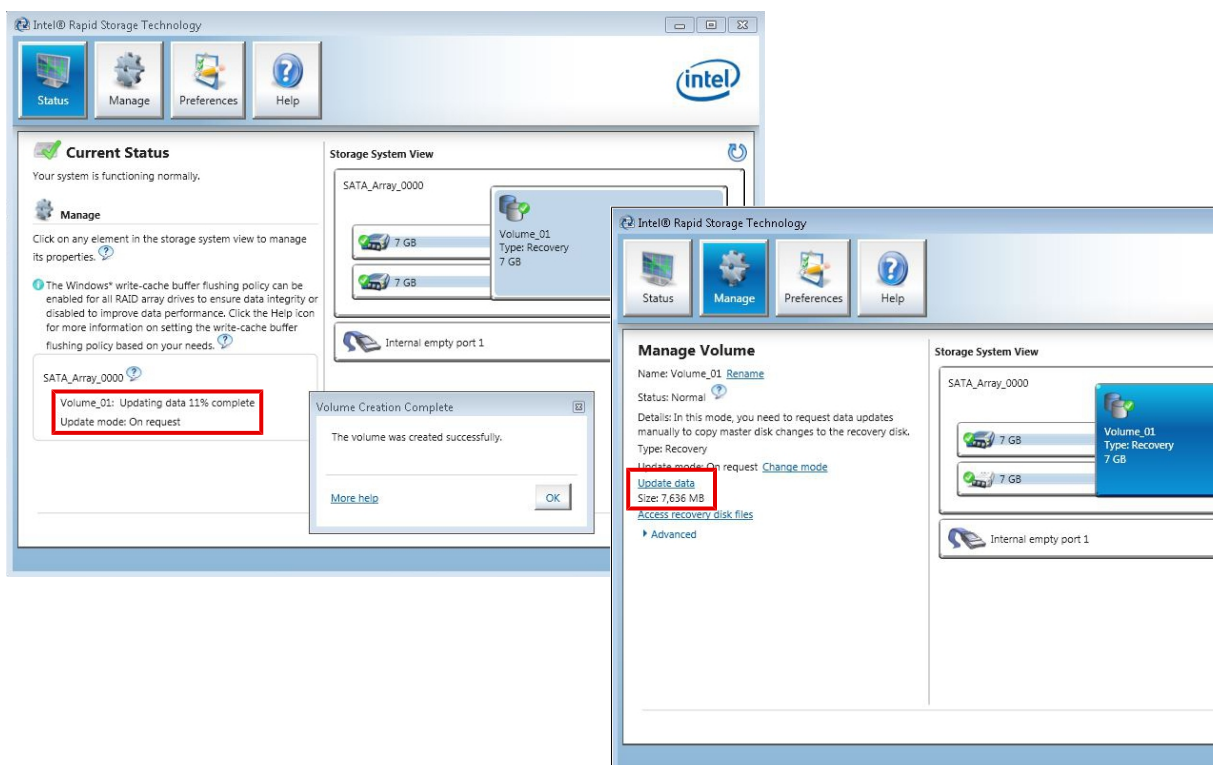 Intel® Rapid Storage Technology
Status
Manage
Preferences
Help
intel
Current Status
Your system is functioning normally.
Manage
Click on any element in the storage system view to manage
its properties.
The Windows* write-cache buffer flushing policy can be
enabled for all RAID array drives to ensure data integrity or
disabled to improve data performance. Click the Help icon
for more information on setting the write-cache buffer
flushing policy based on your needs.
SATA_Array_0000
Volume_01: Updating data 11% complete
Update mode: On request
Storage System View
SATA_Array_0000
7 GB
7 GB
Volume_01
Type: Recovery
7 GB
Internal empty port 1
Volume Creation Complete
The volume was created successfully.
More help
OK
Intel® Rapid Storage Technology
Status
Manage
Preferences
Help
Manage Volume
Name: Volume_01 Rename
Status: Normal
Details: In this mode, you need to request data updates
manually to copy master disk changes to the recovery disk.
Type: Recovery
Update mode: On request Change mode
Update data
Size: 7,636 MB
Access recovery disk files
Advanced
Storage System View
SATA_Array_0000
7 GB
7 GB
Volume_01
Type: Recovery
7 GB
Internal empty port 1